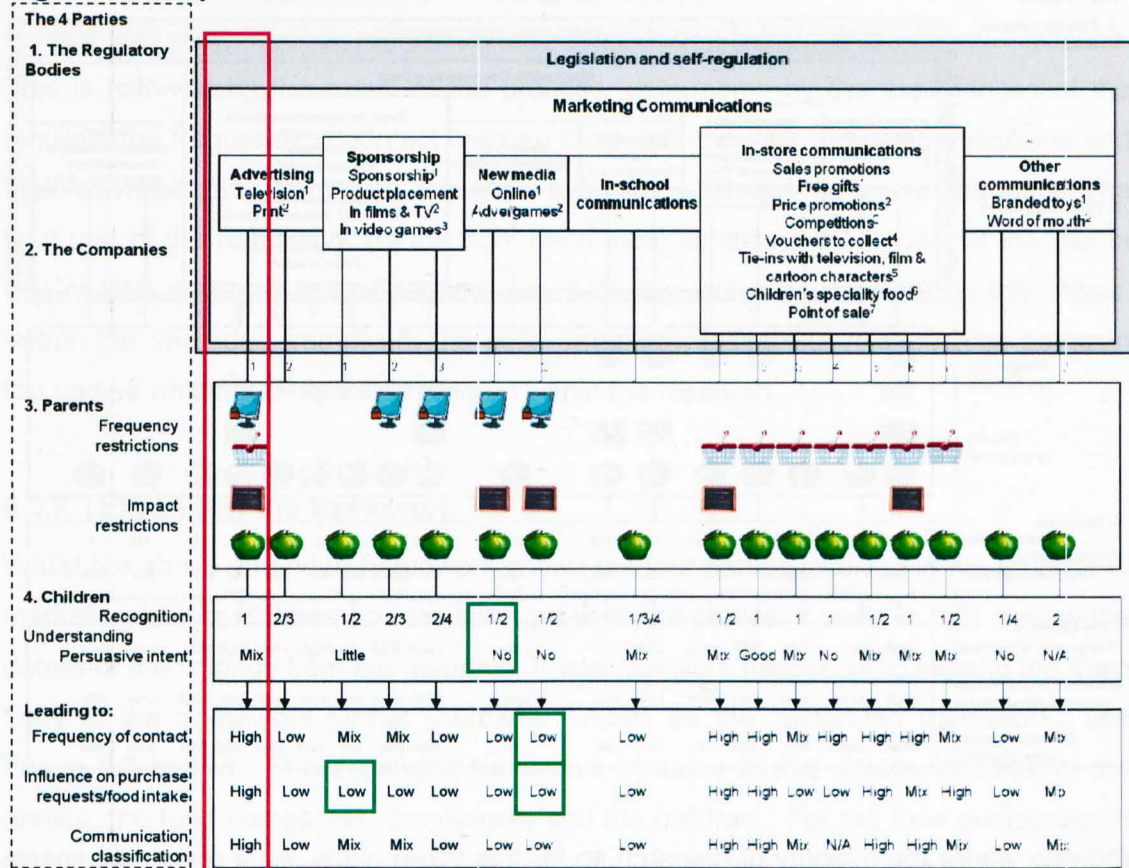 The 4 Parties
1. The Regulatory
Bodies
Legislation and self-regulation
Marketing Communications
Advertising
Television1
Print2
Sponsorship
Sponsorship1
Product placement
In films & TV2
In video games3
New media
Online1
Advergames2
In-school
communications
In-store communications
Sales promotions
Free gifts
Price promotions2
Competitions
Vouchers to collect4
Tie-ins with television, film &
cartoon characters5
Children's speciality food6
Point of sale7
Other
communications
Branded toys1
Word of mouth2
2. The Companies
1 2 1 2 3
3. Parents
Frequency
restrictions
Impact
restrictions
4. Children
Recognition 1 2/3 1/2 2/3 2/4 1/2 1/2 1/3/4 1/2 1/2 1/2 1/4 2
Understanding
Persuasive intent Mix Little No No Mix Mix Good Mix No Mix Mix Mix No N/A
Leading to:
Frequency of contact High Low Mix Mix Low Low Low Low High High Mix High High High Mix Low Mix
Influence on purchase
requests/food intake High Low Low Low Low Low Low Low High High Low Low High Mix High Low Mix
Communication
classification High Low Mix Mix Low Low Low Low High High Mix N/A High High Mix Low Mix